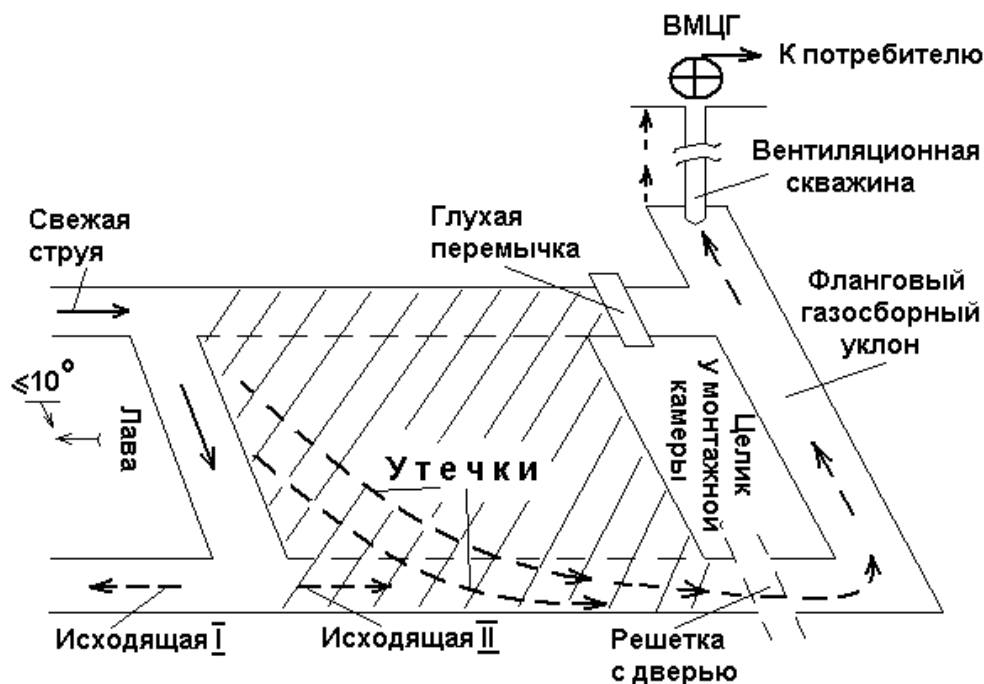 ВМЦГ
К потребителю
Вентиляционная
скважина
Свежая
струя
Глухая
перемычка
Фланговый
газосборный
уклон
≤10°
Лава
Утечки
Целик
у монтажной
камеры
Исходящая I
Исходящая II
Решетка
с дверью